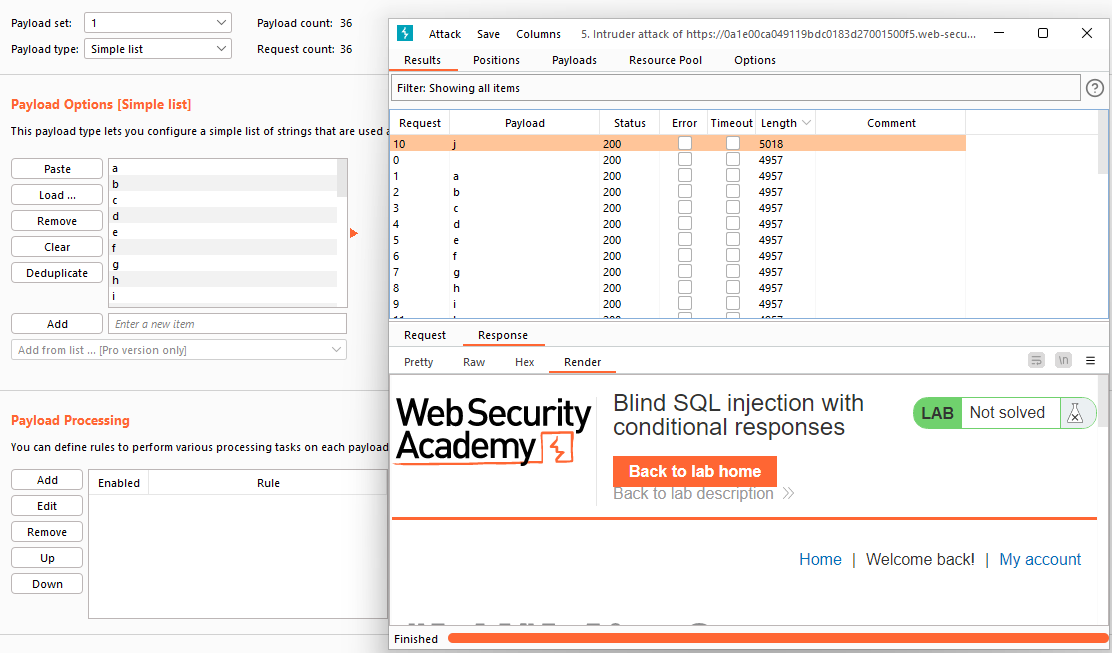 Payload set: 1 Payload count: 36
Payload type: Simple list Request count: 36
Payload Options [Simple list]
This payload type lets you configure a simple list of strings that are used
Paste
Load ...
Remove
Clear
Deduplicate
a
b
c
d
e
f
g
h
i
Add Enter a new item
Add from list ... [Pro version only]
Payload Processing
You can define rules to perform various processing tasks on each payload
Add
Edit
Remove
Up
Down
Enabled Rule
Attack Save Columns 5. Intruder attack of https://0a1e00ca049119bdc0183d27001500f5.web-secu...
Results Positions Payloads Resource Pool Options
Filter: Showing all items ?
Request Payload Status Error Timeout Length Comment
10 j 200 5018
0 200 4957
1 a 200 4957
2 b 200 4957
3 c 200 4957
4 d 200 4957
5 e 200 4957
6 f 200 4957
7 g 200 4957
8 h 200 4957
9 i 200 4957
Request Response
Pretty Raw Hex Render \n
Web Security
Academy
Blind SQL injection with
conditional responses
LAB Not solved
Back to lab home
Back to lab description
Home | Welcome back! | My account
Finished